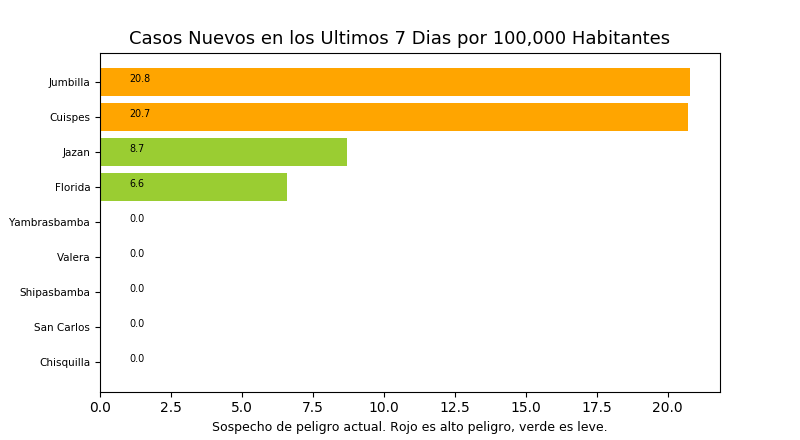 Casos Nuevos en los Ultimos 7 Dias por 100,000 Habitantes
Jumbilla 20.8
Cuispes 20.7
Jazan 8.7
Florida 6.6
Yambrasbamba 0.0
Valera 0.0
Shipasbamba 0.0
San Carlos 0.0
Chisquilla 0.0
0.0 2.5 5.0 7.5 10.0 12.5 15.0 17.5 20.0
Sospecho de peligro actual. Rojo es alto peligro, verde es leve.